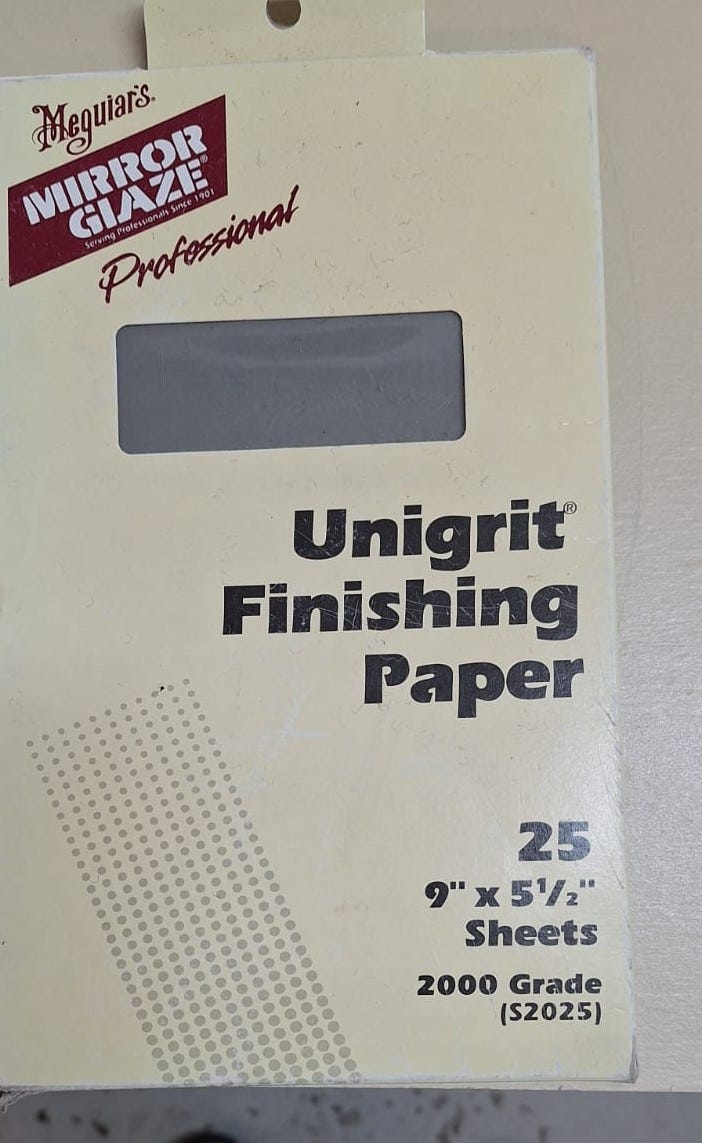 Meguiar's
MIRROR
GLAZE®
Serving Professionals Since 1901
Professional
Unigrit®
Finishing
Paper
25
9" x 5½"
Sheets
2000 Grade
(S2025)